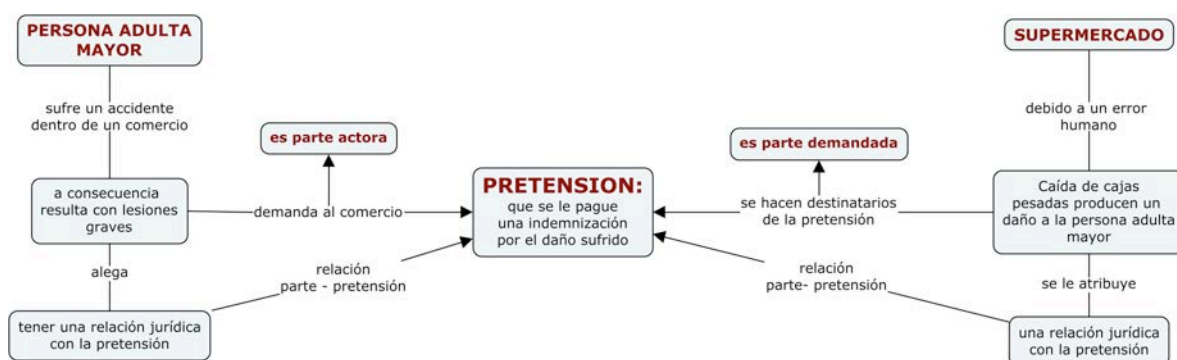 PERSONA ADULTA
MAYOR
sufre un accidente
dentro de un comercio
a consecuencia
resulta con lesiones
graves
alega
tener una relación jurídica
con la pretensión
es parte actora
demanda al comercio
relación
parte - pretensión
PRETENSION:
que se le pague
una indemnización
por el daño sufrido
es parte demandada
se hacen destinatarios
de la pretensión
relación
parte- pretensión
SUPERMERCADO
debido a un error
humano
Caída de cajas
pesadas producen un
daño a la persona adulta
mayor
se le atribuye
una relación jurídica
con la pretensión